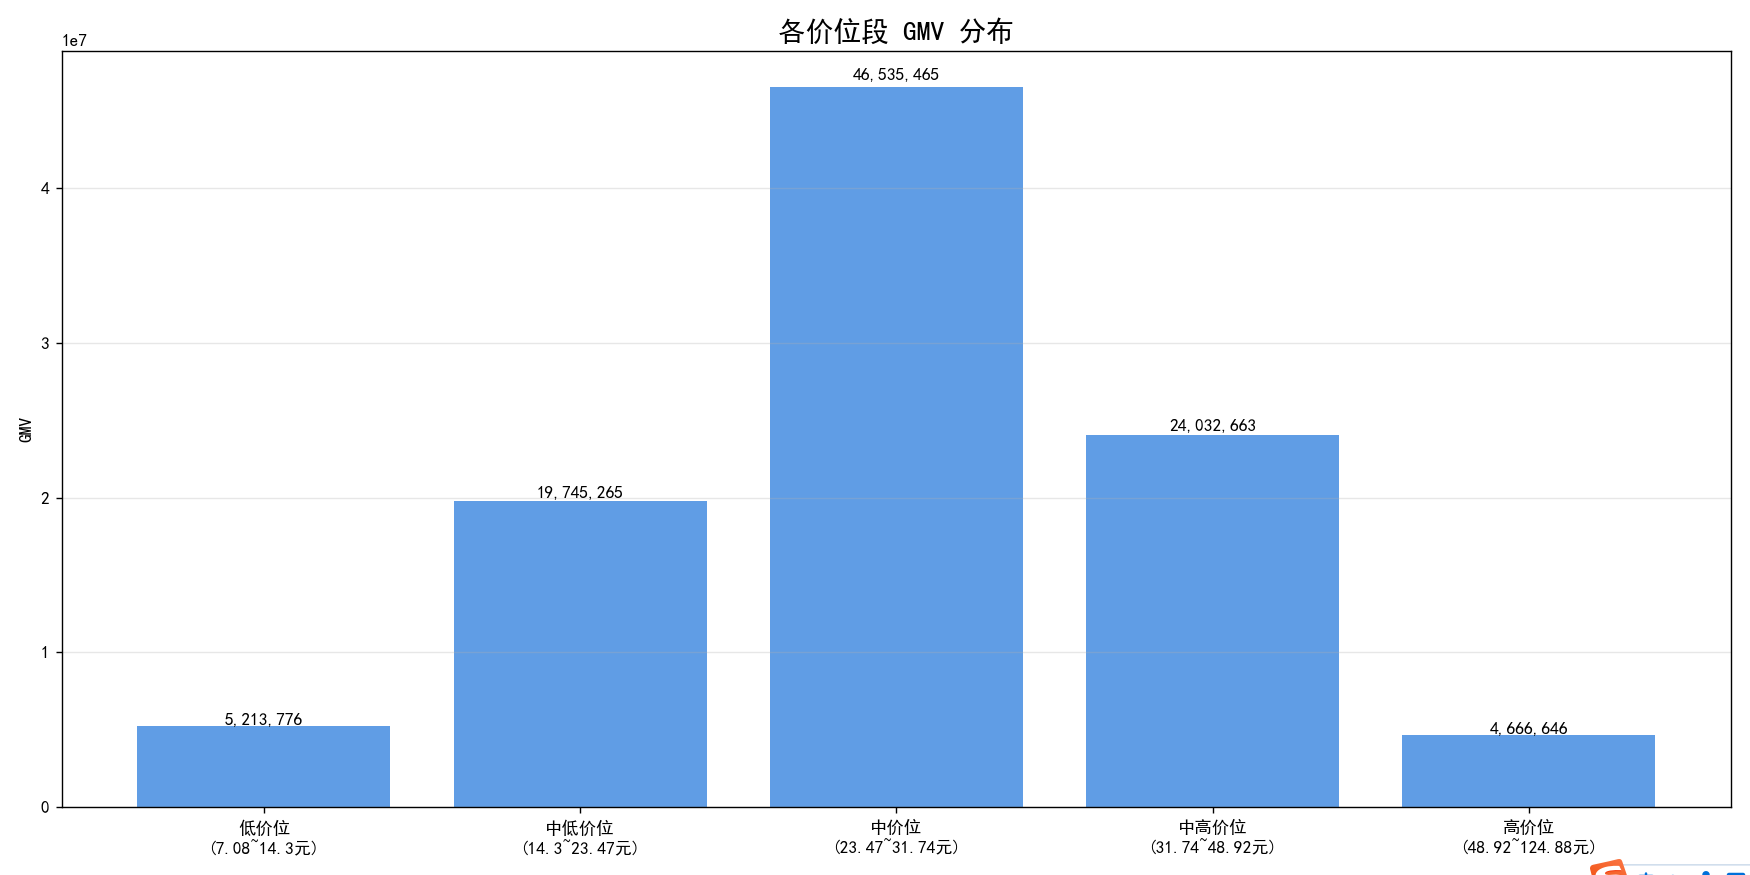 各价位段 GMV 分布
1e7
46,535,465
4
3
24,032,663
GMV
19,745,265
2
1
5,213,776
4,666,646
0
低价位
(7.08~14.3元)
中低价位
(14.3~23.47元)
中价位
(23.47~31.74元)
中高价位
(31.74~48.92元)
高价位
(48.92~124.88元)